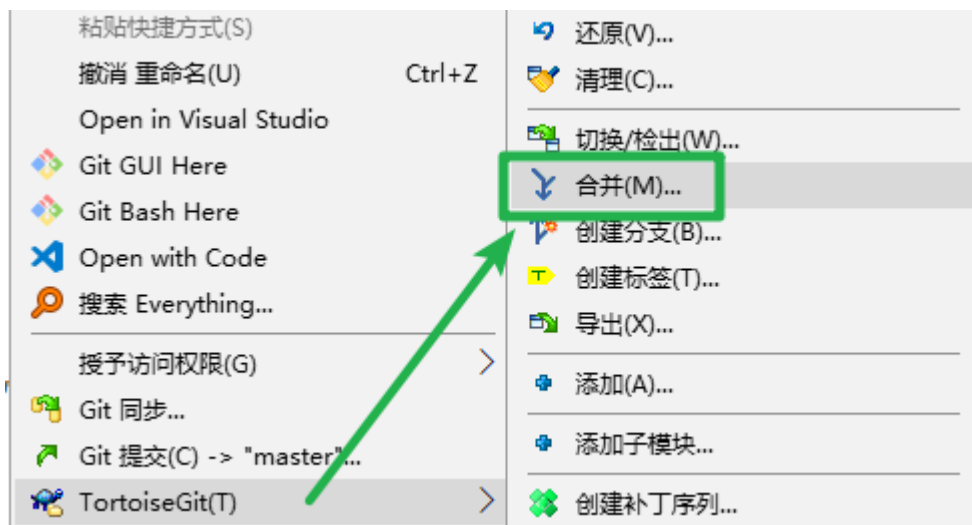 粘贴快捷方式(S)
撤消 重命名(U) Ctrl+Z
Open in Visual Studio
Git GUI Here
Git Bash Here
Open with Code
搜索 Everything...
授予访问权限(G)
Git 同步...
Git 提交(C) -> "master"...
TortoiseGit(T)
还原(V)...
清理(C)...
切换/检出(W)...
合并(M)...
创建分支(B)...
创建标签(T)...
导出(X)...
添加(A)...
添加子模块...
创建补丁序列...